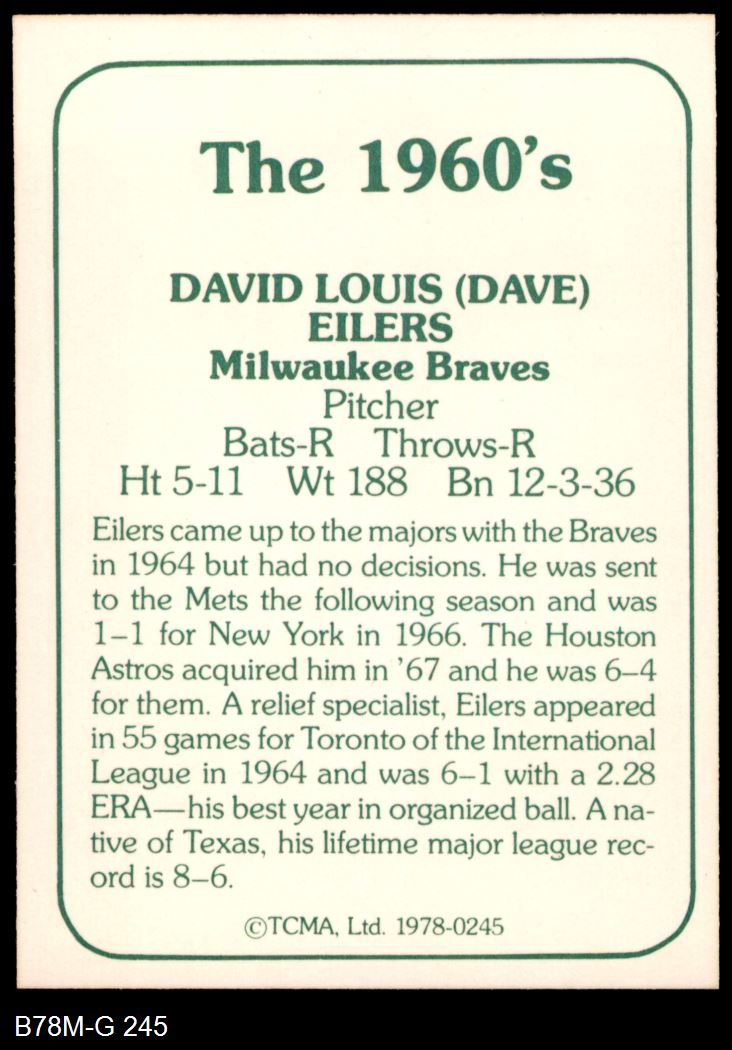 The 1960's
DAVID LOUIS (DAVE)
EILERS
Milwaukee Braves
Pitcher
Bats-R Throws-R
Ht 5-11 Wt 188 Bn 12-3-36
Eilers came up to the majors with the Braves
in 1964 but had no decisions. He was sent
to the Mets the following season and was
1–1 for New York in 1966. The Houston
Astros acquired him in '67 and he was 6–4
for them. A relief specialist, Eilers appeared
in 55 games for Toronto of the International
League in 1964 and was 6–1 with a 2.28
ERA—his best year in organized ball. A na-
tive of Texas, his lifetime major league rec-
ord is 8–6.
©TCMA, Ltd. 1978-0245
B78M-G 245